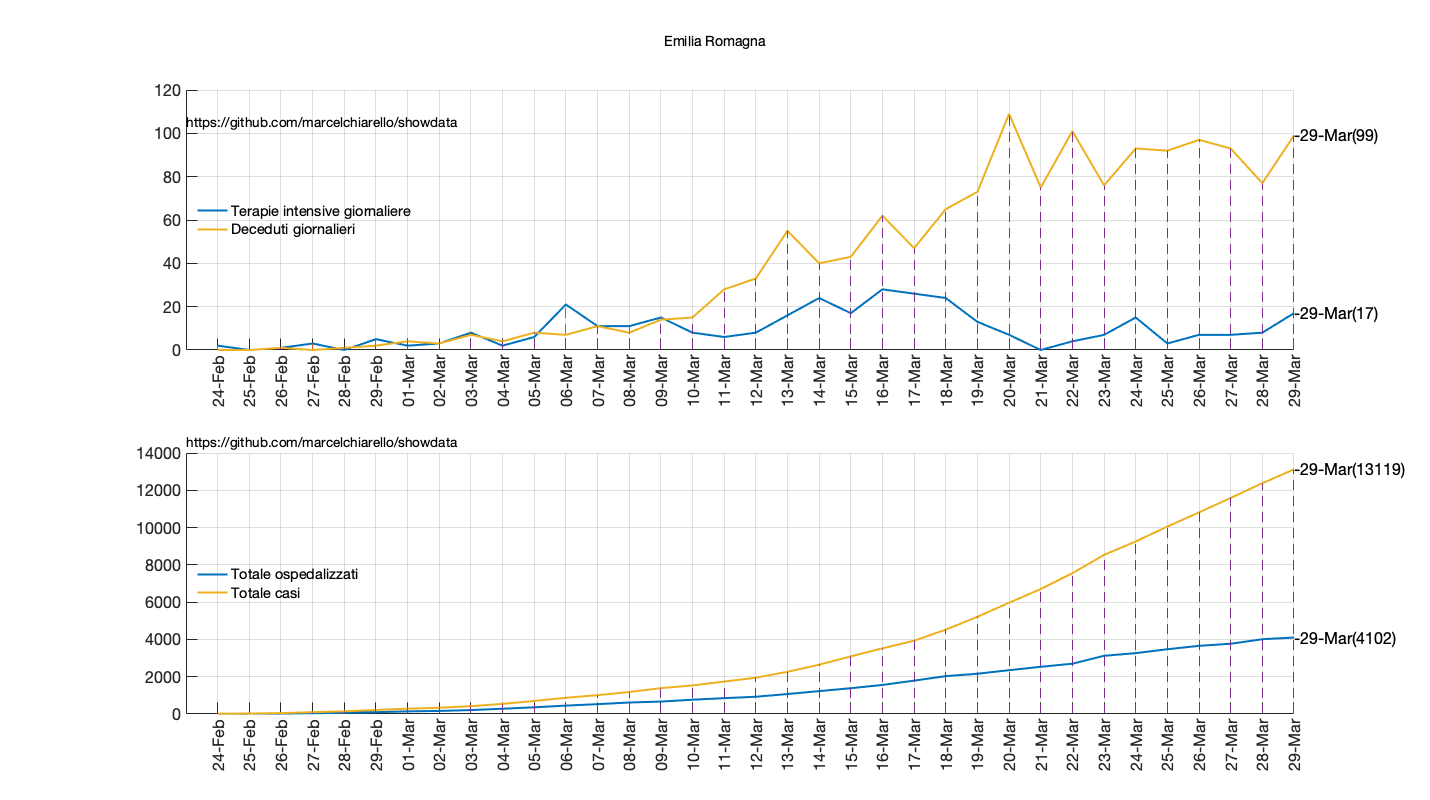 Emilia Romagna
120
https://github.com/marcelchiarello/showdata
100
-29-Mar(99)
80
Terapie intensive giornaliere
60
Deceduti giornalieri
40
20
-29-Mar(17)
0
24-Feb
25-Feb
26-Feb
27-Feb
28-Feb
29-Feb
01-Mar
02-Mar
03-Mar
04-Mar
05-Mar
06-Mar
07-Mar
08-Mar
09-Mar
10-Mar
11-Mar
12-Mar
13-Mar
14-Mar
15-Mar
16-Mar
17-Mar
18-Mar
19-Mar
20-Mar
21-Mar
22-Mar
23-Mar
24-Mar
25-Mar
26-Mar
27-Mar
28-Mar
29-Mar
https://github.com/marcelchiarello/showdata
14000
-29-Mar(13119)
12000
10000
8000
Totale ospedalizzati
Totale casi
6000
4000
-29-Mar(4102)
2000
0
24-Feb
25-Feb
26-Feb
27-Feb
28-Feb
29-Feb
01-Mar
02-Mar
03-Mar
04-Mar
05-Mar
06-Mar
07-Mar
08-Mar
09-Mar
10-Mar
11-Mar
12-Mar
13-Mar
14-Mar
15-Mar
16-Mar
17-Mar
18-Mar
19-Mar
20-Mar
21-Mar
22-Mar
23-Mar
24-Mar
25-Mar
26-Mar
27-Mar
28-Mar
29-Mar